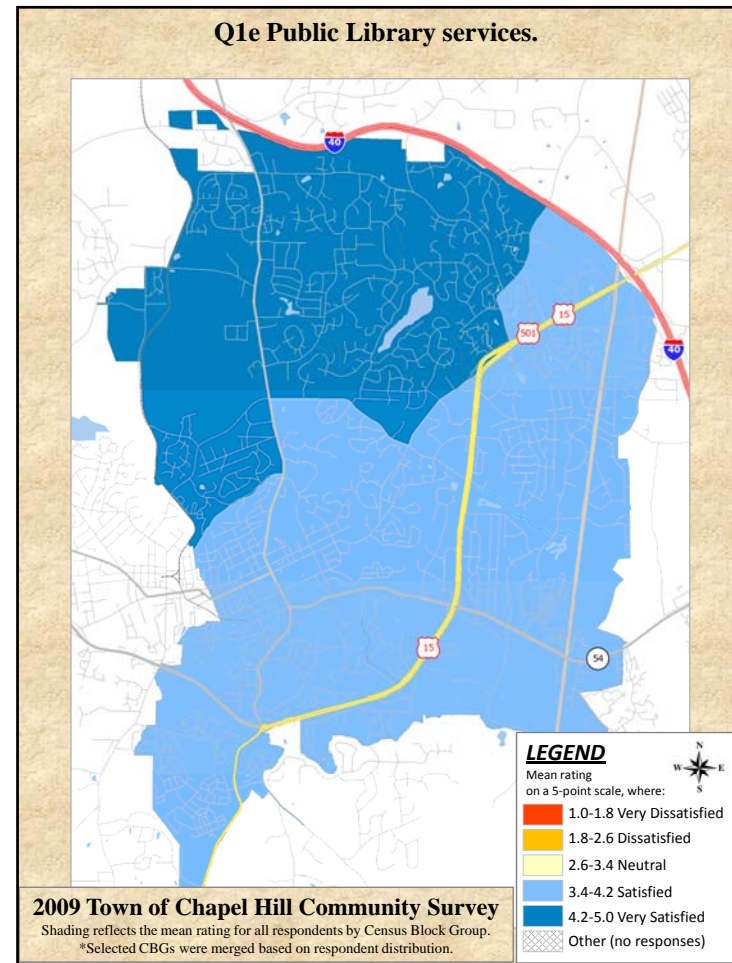 Q1e Public Library services.
40
15
501
40
15
54
LEGEND
N
W E
S
Mean rating
on a 5-point scale, where:
1.0-1.8 Very Dissatisfied
1.8-2.6 Dissatisfied
2.6-3.4 Neutral
3.4-4.2 Satisfied
4.2-5.0 Very Satisfied
Other (no responses)
2009 Town of Chapel Hill Community Survey
Shading reflects the mean rating for all respondents by Census Block Group.
*Selected CBGs were merged based on respondent distribution.